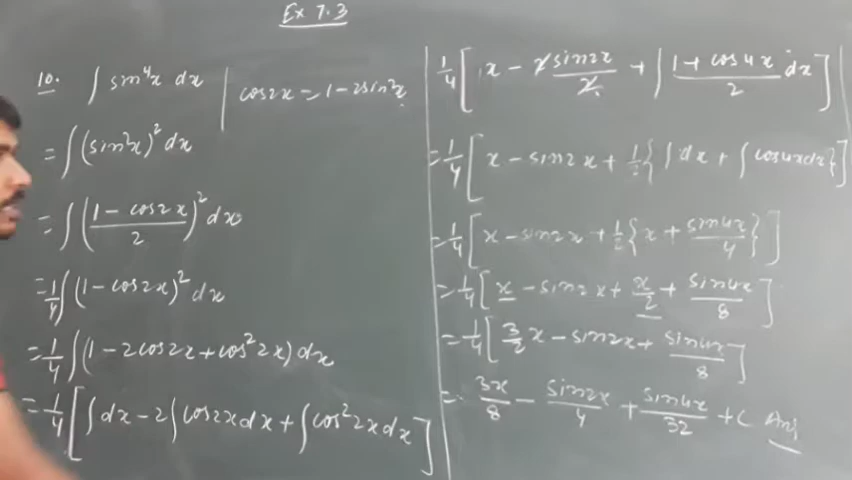 Ex 7.3
10. ∫ sin⁴x dx | cos2x = 1 - 2sin²x
= ∫ (sin²x)² dx
= ∫ ((1 - cos2x)/2)² dx
= 1/4 ∫ (1 - cos2x)² dx
= 1/4 ∫ (1 - 2cos2x + cos²2x) dx
= 1/4 [∫ dx - 2∫ cos2x dx + ∫ cos²2x dx]
1/4 [x - 2 sin2x/2 + ∫ (1 + cos4x)/2 dx]
= 1/4 [x - sin2x + 1/2 {∫ dx + ∫ cos4x dx}]
= 1/4 [x - sin2x + 1/2 {x + sin4x/4}]
= 1/4 [x - sin2x + x/2 + sin4x/8]
= 1/4 [3/2 x - sin2x + sin4x/8]
= 3x/8 - sin2x/4 + sin4x/32 + C Ans